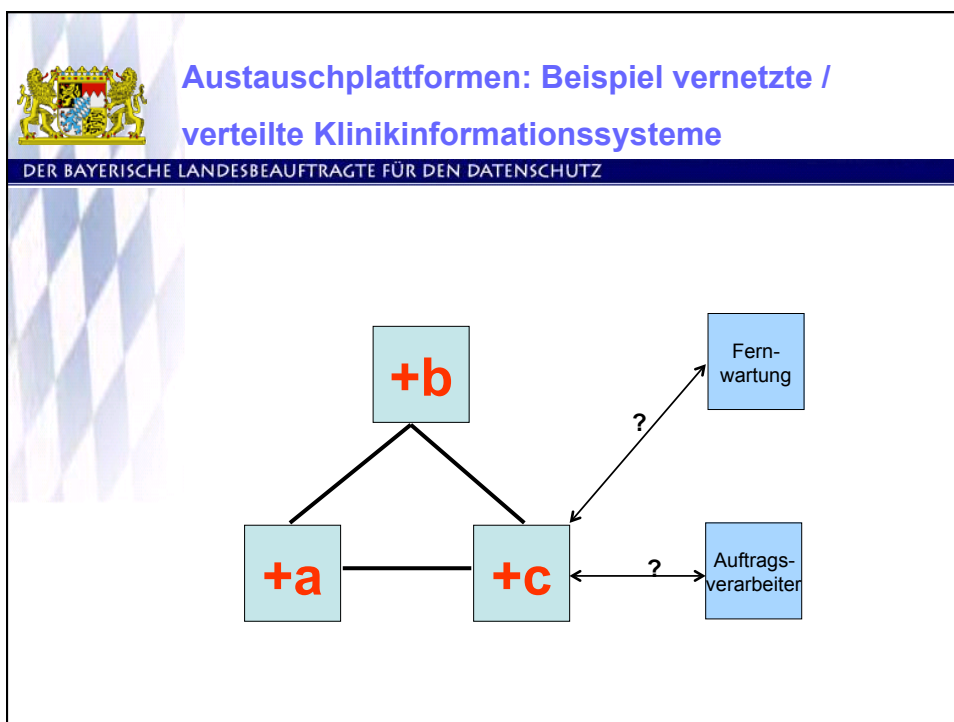 Austauschplattformen: Beispiel vernetzte /
verteilte Klinikinformationssysteme
DER BAYERISCHE LANDESBEAUFTRAGTE FÜR DEN DATENSCHUTZ
+b
Fern-
wartung
?
+a
+c
?
Auftrags-
verarbeiter